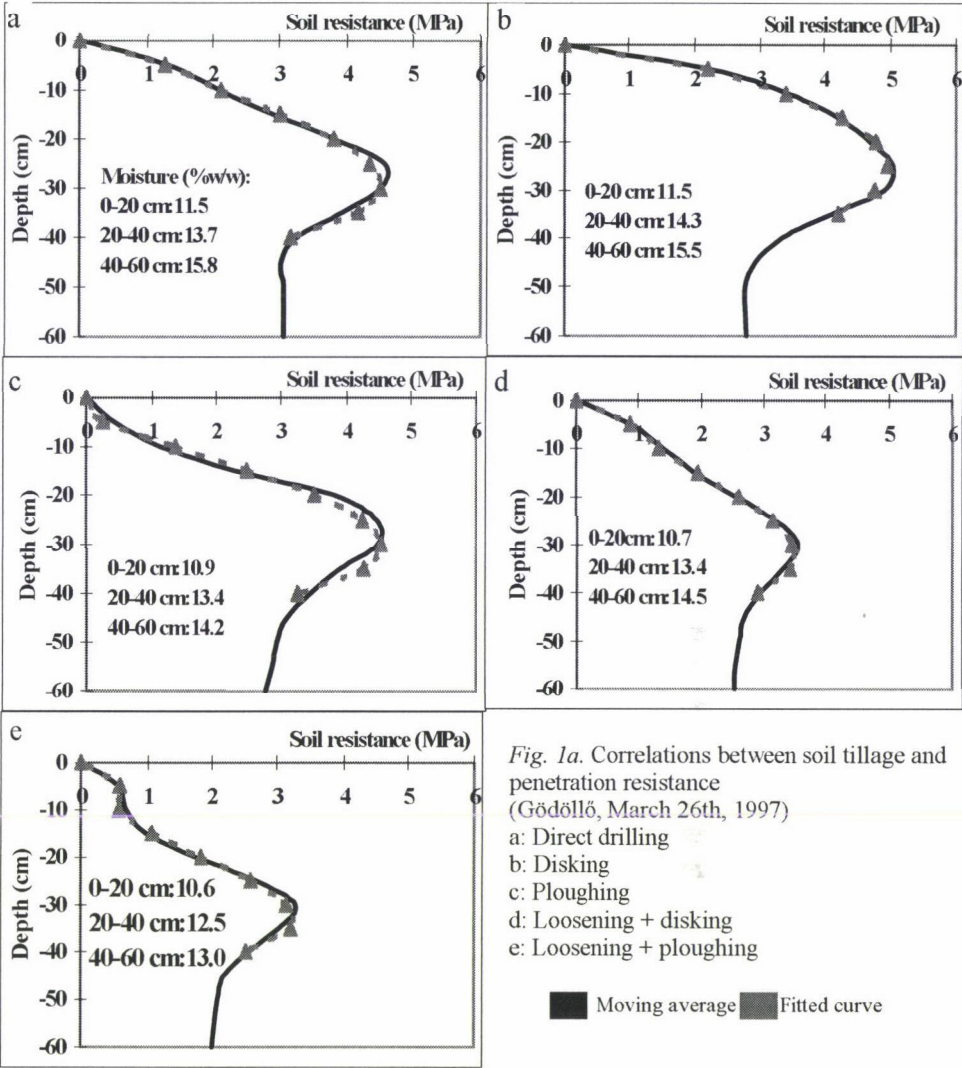 a
Soil resistance (MPa)
0 1 2 3 4 5 6
Depth (cm)
0
-10
-20
-30
-40
-50
-60
Moisture (%w/w):
0-20 cm:11.5
20-40 cm:13.7
40-60 cm:15.8
b
Soil resistance (MPa)
0 1 2 3 4 5 6
Depth (cm)
0
-10
-20
-30
-40
-50
-60
0-20 cm:11.5
20-40 cm:14.3
40-60 cm:15.5
c
Soil resistance (MPa)
0 1 2 3 4 5 6
Depth (cm)
0
-10
-20
-30
-40
-50
-60
0-20 cm:10.9
20-40 cm:13.4
40-60 cm:14.2
d
Soil resistance (MPa)
0 1 2 3 4 5 6
Depth (cm)
0
-10
-20
-30
-40
-50
-60
0-20cm:10.7
20-40 cm:13.4
40-60 cm:14.5
e
Soil resistance (MPa)
0 1 2 3 4 5 6
Depth (cm)
0
-10
-20
-30
-40
-50
-60
0-20 cm:10.6
20-40 cm:12.5
40-60 cm:13.0
Fig. 1a. Correlations between soil tillage and
penetration resistance
(Gödöllő, March 26th, 1997)
a: Direct drilling
b: Disking
c: Ploughing
d: Loosening + disking
e: Loosening + ploughing
Moving average Fitted curve